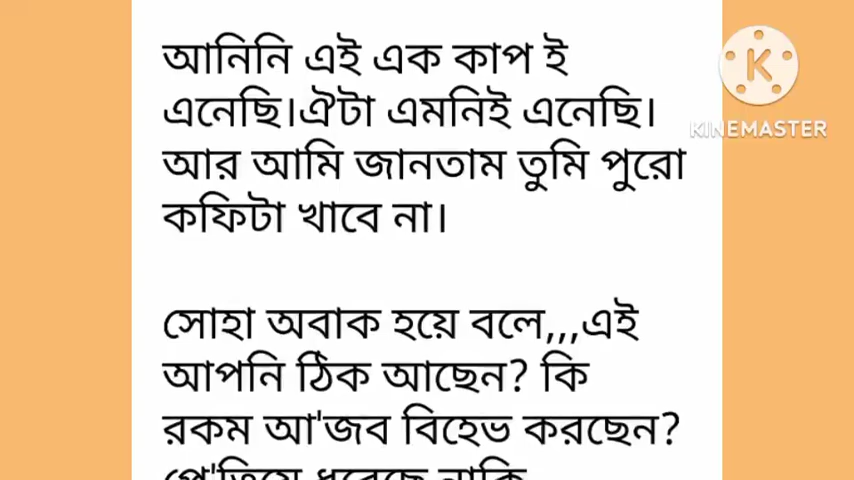 আনিনি এই এক কাপ ই
এনেছি।ঐটা এমনিই এনেছি।
আর আমি জানতাম তুমি পুরো
কফিটা খাবে না।
সোহা অবাক হয়ে বলে,,,এই
আপনি ঠিক আছেন? কি
রকম আ'জব বিহেভ করছেন?
KINEMASTER